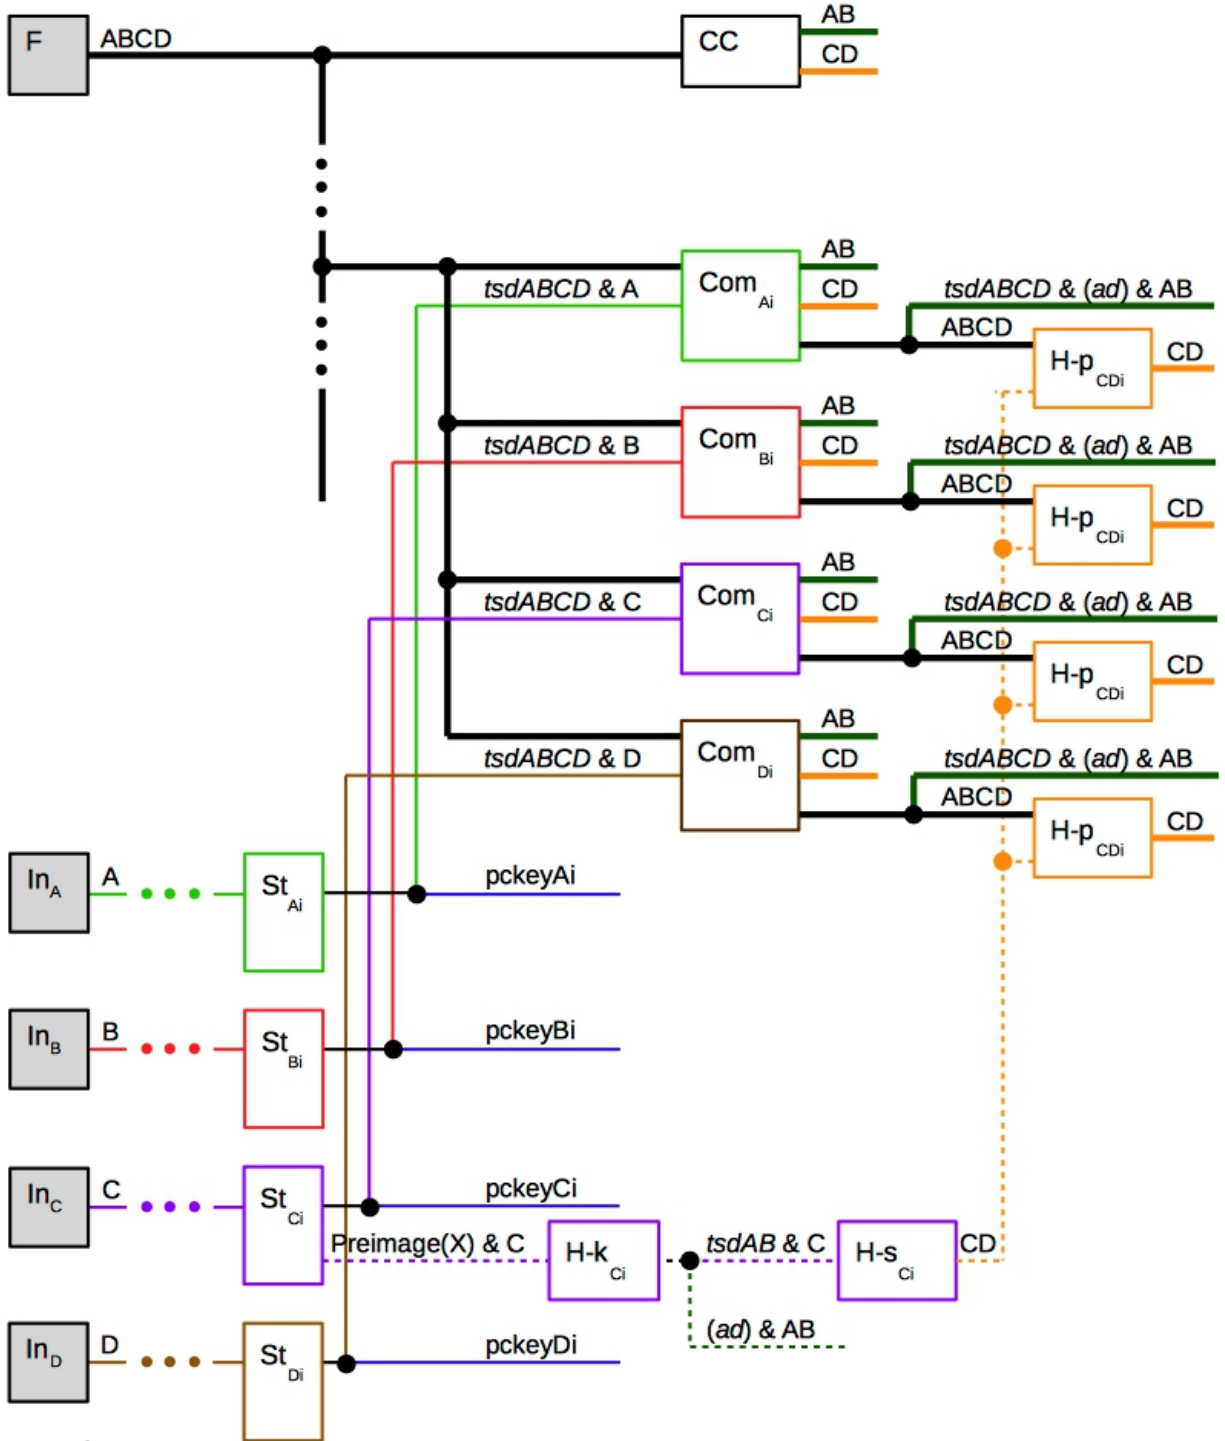 F ABCD CC AB
CD
Com Ai AB
tsdABCD & A CD tsdABCD & (ad) & AB
ABCD H-p CDi CD
Com Bi AB
tsdABCD & B CD tsdABCD & (ad) & AB
ABCD H-p CDi CD
Com Ci AB
tsdABCD & C CD tsdABCD & (ad) & AB
ABCD H-p CDi CD
Com Di AB
tsdABCD & D CD tsdABCD & (ad) & AB
ABCD H-p CDi CD
In A A St Ai pckeyAi
In B B St Bi pckeyBi
In C C St Ci pckeyCi
Preimage(X) & C H-k Ci tsdAB & C H-s Ci CD
(ad) & AB
In D D St Di pckeyDi